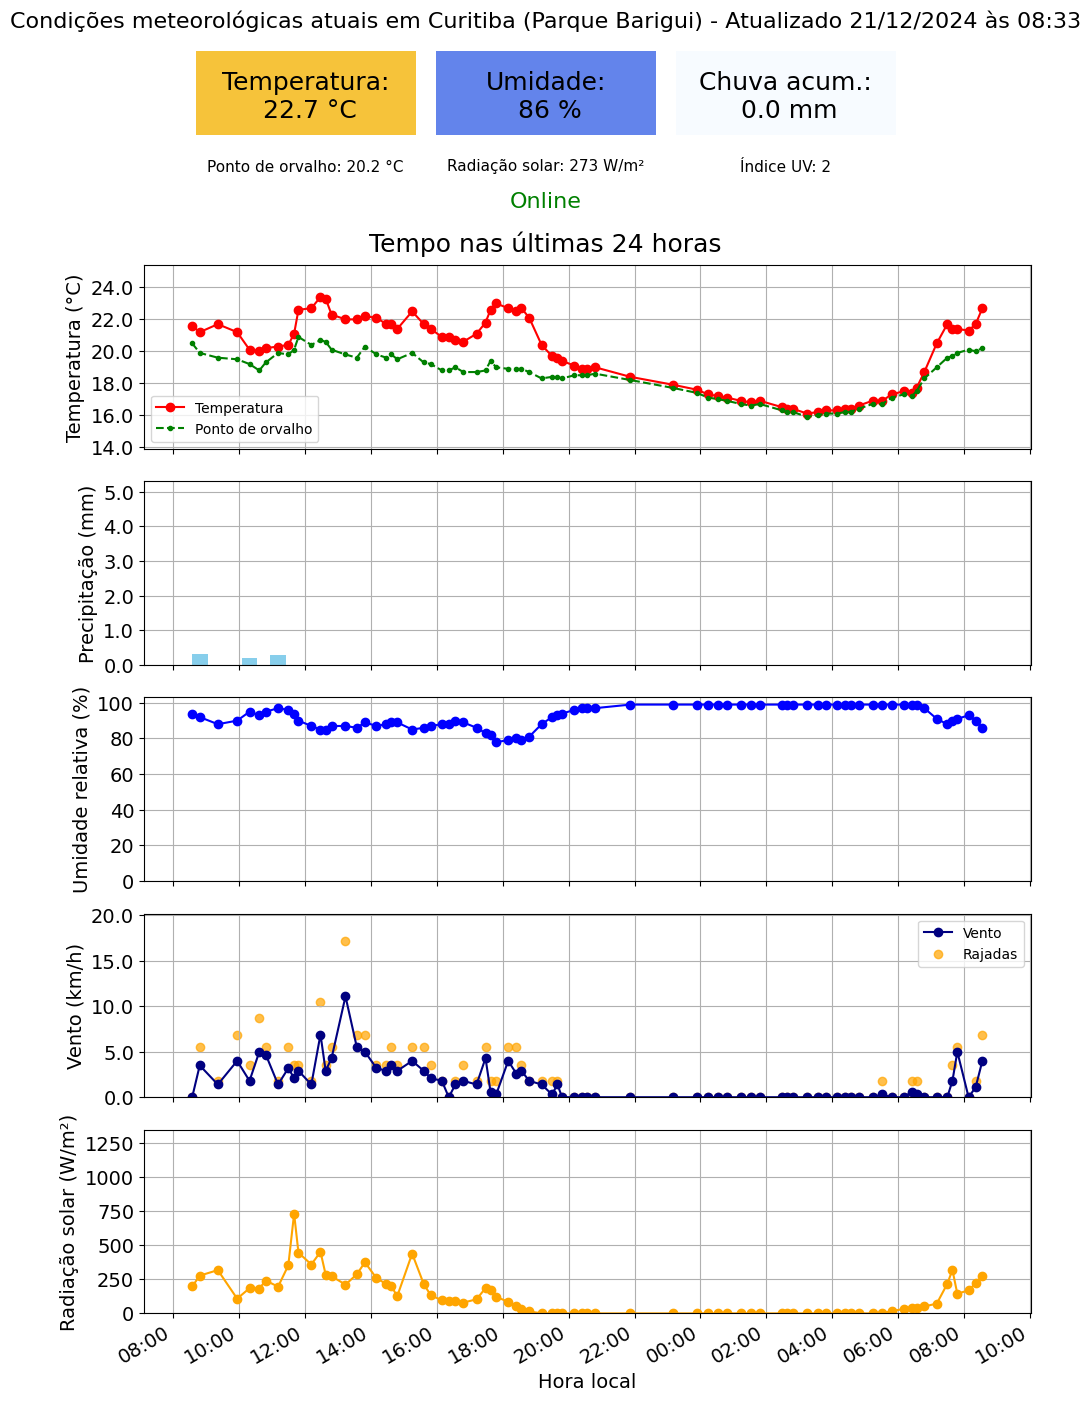 Condições meteorológicas atuais em Curitiba (Parque Barigui) - Atualizado 21/12/2024 às 08:33
Temperatura:
22.7 °C
Umidade:
86 %
Chuva acum.:
0.0 mm
Ponto de orvalho: 20.2 °C
Radiação solar: 273 W/m²
Índice UV: 2
Online
Tempo nas últimas 24 horas
Temperatura (°C)
24.0
22.0
20.0
18.0
16.0
14.0
Temperatura
Ponto de orvalho
Precipitação (mm)
5.0
4.0
3.0
2.0
1.0
0.0
Umidade relativa (%)
100
80
60
40
20
0
Vento (km/h)
20.0
15.0
10.0
5.0
0.0
Vento
Rajadas
Radiação solar (W/m²)
1250
1000
750
500
250
0
08:00
10:00
12:00
14:00
16:00
18:00
20:00
22:00
00:00
02:00
04:00
06:00
08:00
10:00
Hora local